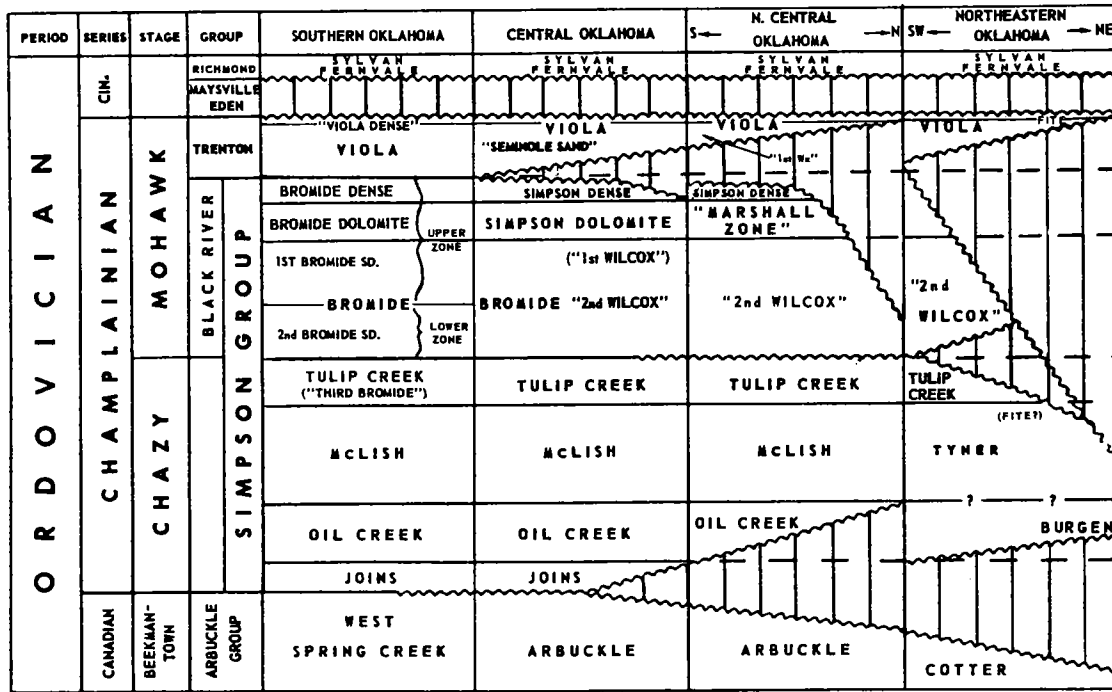 PERIOD SERIES STAGE GROUP SOUTHERN OKLAHOMA CENTRAL OKLAHOMA S← N. CENTRAL OKLAHOMA →N SW← NORTHEASTERN OKLAHOMA →NE
ORDOVICIAN
CIN.
CHAMPLAINIAN
CANADIAN
MOHAWK
CHAZY
BEEKMAN-
TOWN
RICHMOND
MAYSVILLE
EDEN
TRENTON
BLACK RIVER
SIMPSON GROUP
ARBUCKLE
GROUP
SYLVAN
FERNVALE
"VIOLA DENSE"
VIOLA
BROMIDE DENSE
BROMIDE DOLOMITE
UPPER
ZONE
1ST BROMIDE SD.
BROMIDE
2nd BROMIDE SD.
LOWER
ZONE
TULIP CREEK
("THIRD BROMIDE")
McLISH
OIL CREEK
JOINS
WEST
SPRING CREEK
SYLVAN
FERNVALE
VIOLA
"SEMINOLE SAND"
SIMPSON DENSE
SIMPSON DOLOMITE
("1st WILCOX")
BROMIDE "2nd WILCOX"
TULIP CREEK
McLISH
OIL CREEK
JOINS
ARBUCKLE
SYLVAN
FERNVALE
VIOLA
"1st Wx"
SIMPSON DENSE
"MARSHALL
ZONE"
"2nd WILCOX"
TULIP CREEK
McLISH
OIL CREEK
ARBUCKLE
SYLVAN
FERNVALE
VIOLA
FITE
"2nd
WILCOX"
TULIP
CREEK
(FITE?)
TYNER
? ?
BURGEN
COTTER